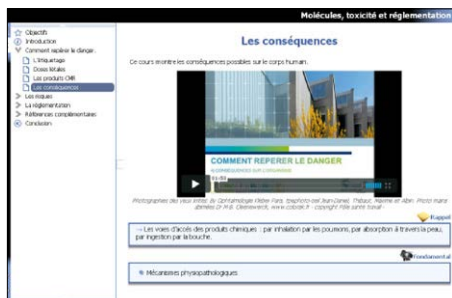 Molécules, toxicité et réglementation
Objectifs
Introduction
Comment repérer le danger.
L'étiquetage
Doses létales
Les produits CMR
Les conséquences
Les risques
La réglementation
Références complémentaires
Conclusion
Les conséquences
Ce cours montre les conséquences possibles sur le corps humain.
COMMENT REPERER LE DANGER
Photographies des yeux
Rappel
→ Les voies d'accès des produits chimiques : par inhalation par les poumons, par absorption à travers la peau,
par ingestion par la bouche.
Fondamental
Mécanismes physiopathologiques